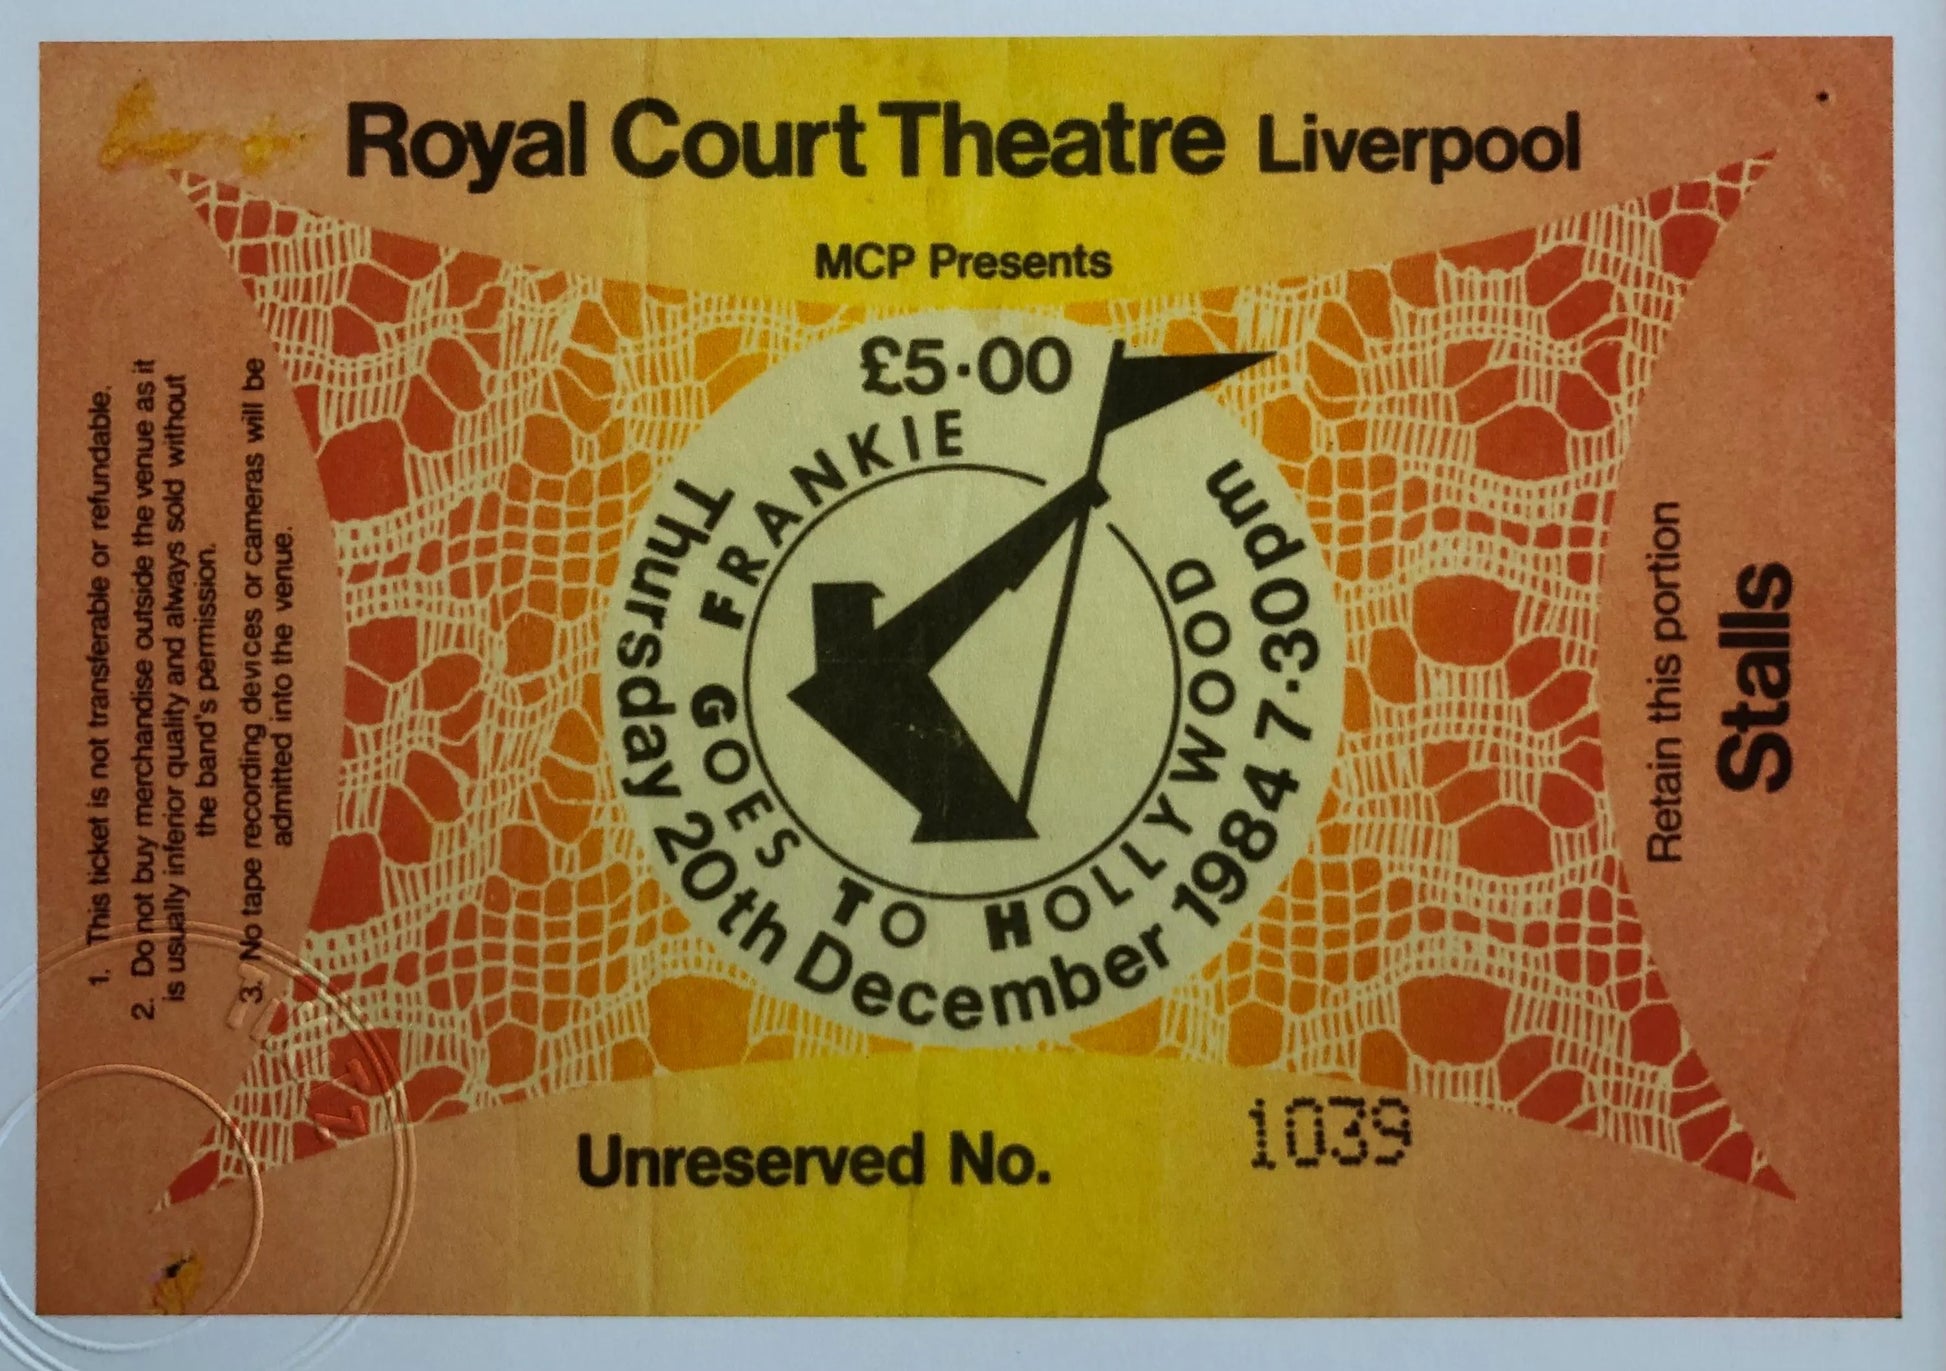 Royal Court Theatre Liverpool
MCP Presents
£5·00
FRANKIE GOES TO HOLLYWOOD
Thursday 20th December 1984 7·30pm
Unreserved No. 1039
1. This ticket is not transferable or refundable.
2. Do not buy merchandise outside the venue as it
is usually inferior quality and always sold without
the band's permission.
3. No tape recording devices or cameras will be
admitted into the venue.
Retain this portion
Stalls